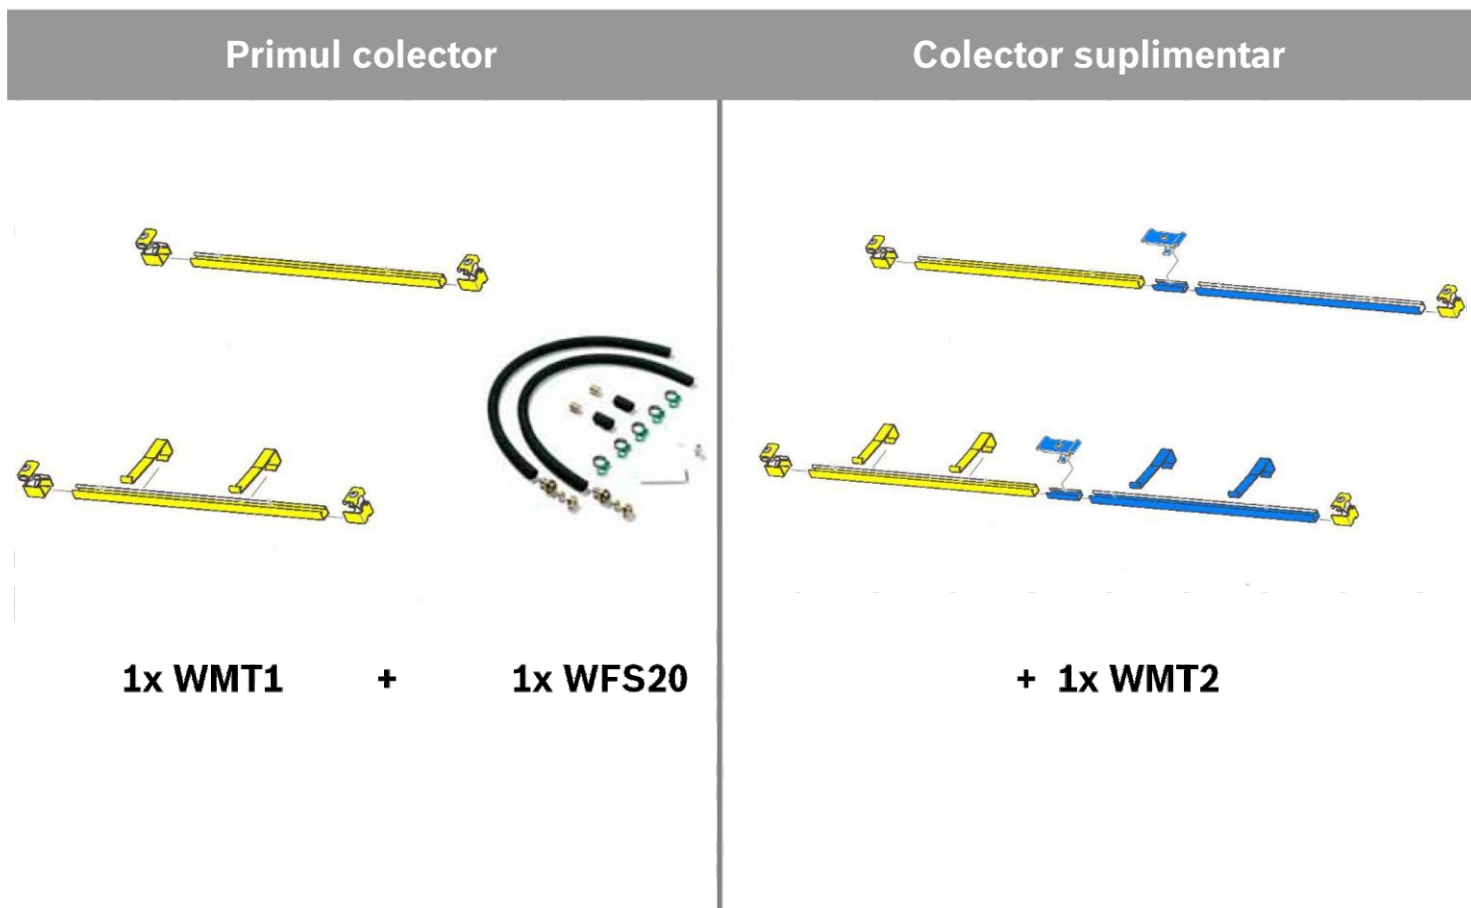 Primul colector
Colector suplimentar
1x WMT1 + 1x WFS20
+ 1x WMT2